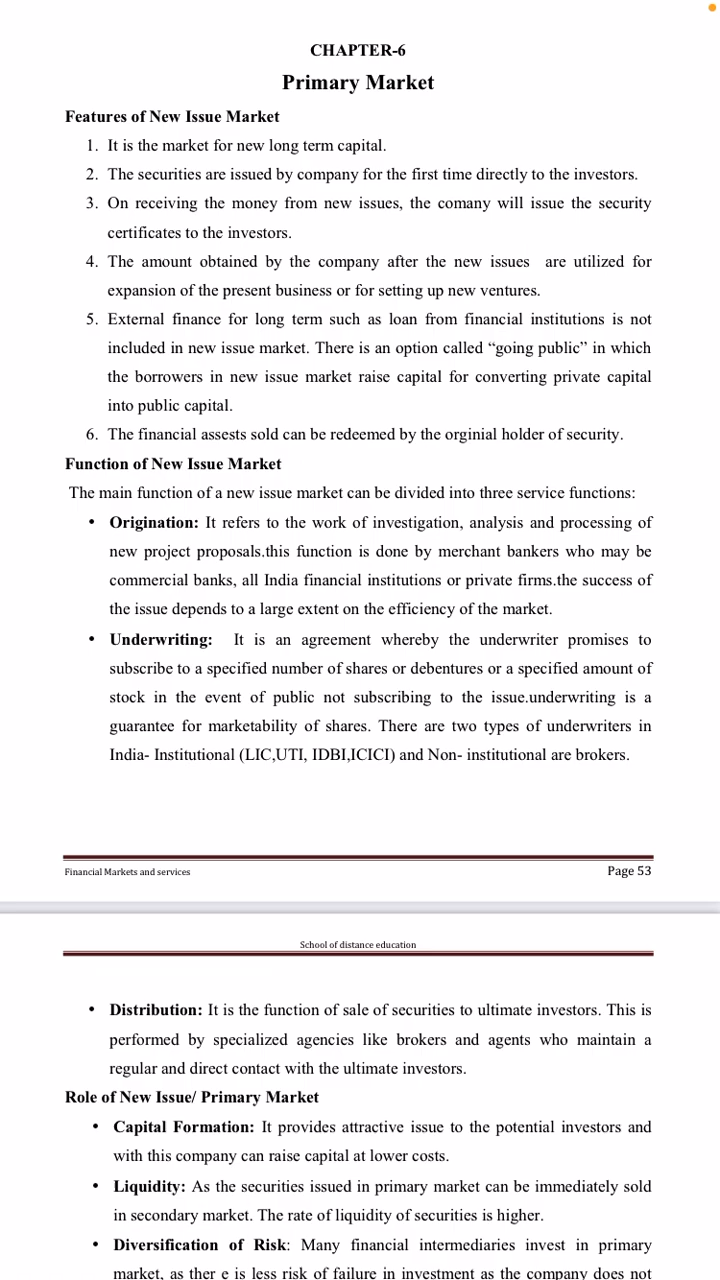 CHAPTER-6
Primary Market
Features of New Issue Market
1. It is the market for new long term capital.
2. The securities are issued by company for the first time directly to the investors.
3. On receiving the money from new issues, the comany will issue the security
certificates to the investors.
4. The amount obtained by the company after the new issues are utilized for
expansion of the present business or for setting up new ventures.
5. External finance for long term such as loan from financial institutions is not
included in new issue market. There is an option called “going public” in which
the borrowers in new issue market raise capital for converting private capital
into public capital.
6. The financial assests sold can be redeemed by the orginial holder of security.
Function of New Issue Market
The main function of a new issue market can be divided into three service functions:
• Origination: It refers to the work of investigation, analysis and processing of
new project proposals.this function is done by merchant bankers who may be
commercial banks, all India financial institutions or private firms.the success of
the issue depends to a large extent on the efficiency of the market.
• Underwriting: It is an agreement whereby the underwriter promises to
subscribe to a specified number of shares or debentures or a specified amount of
stock in the event of public not subscribing to the issue.underwriting is a
guarantee for marketability of shares. There are two types of underwriters in
India- Institutional (LIC,UTI, IDBI,ICICI) and Non- institutional are brokers.
Financial Markets and services Page 53
School of distance education
• Distribution: It is the function of sale of securities to ultimate investors. This is
performed by specialized agencies like brokers and agents who maintain a
regular and direct contact with the ultimate investors.
Role of New Issue/ Primary Market
• Capital Formation: It provides attractive issue to the potential investors and
with this company can raise capital at lower costs.
• Liquidity: As the securities issued in primary market can be immediately sold
in secondary market. The rate of liquidity of securities is higher.
• Diversification of Risk: Many financial intermediaries invest in primary
market, as ther e is less risk of failure in investment as the company does not